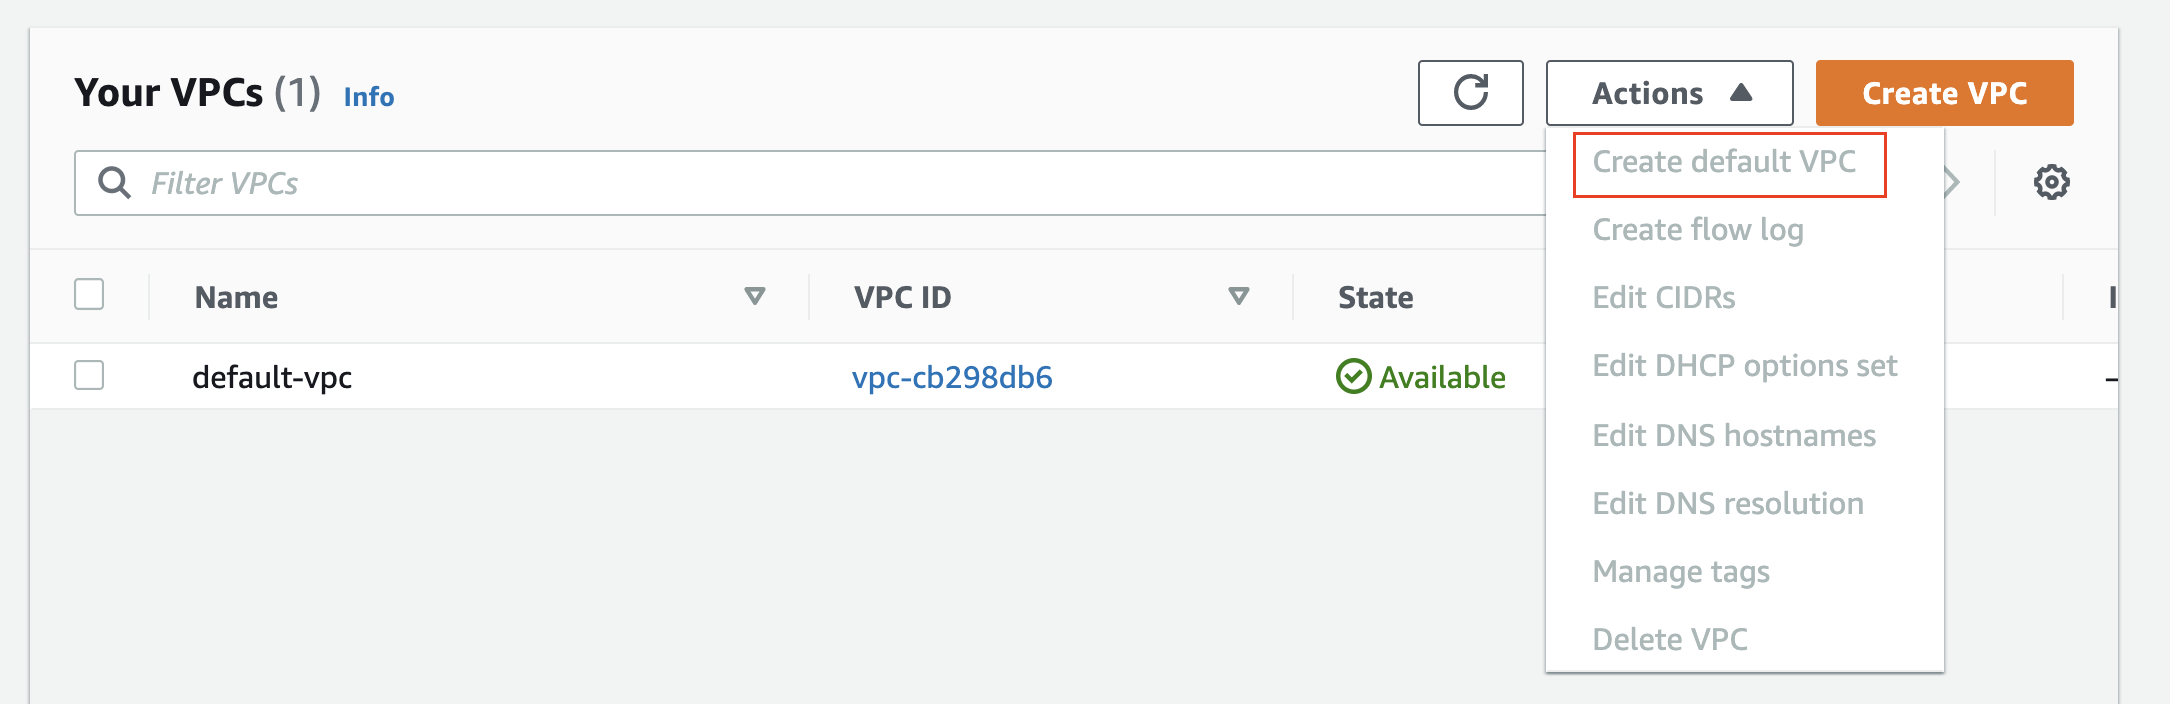 Your VPCs (1) Info
Actions
Create VPC
Filter VPCs
Create default VPC
Create flow log
Edit CIDRs
Edit DHCP options set
Edit DNS hostnames
Edit DNS resolution
Manage tags
Delete VPC
Name VPC ID State
default-vpc vpc-cb298db6 Available –